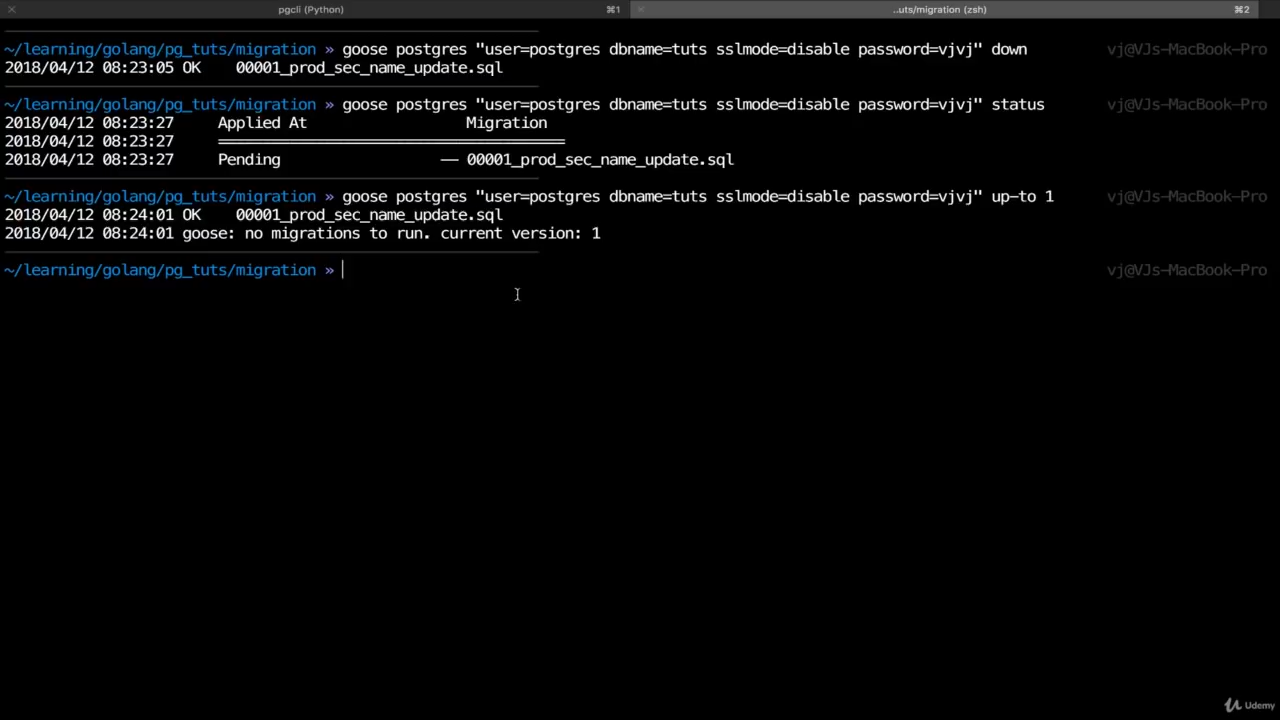 pgcli (Python) ⌘1 ..uts/migration (zsh) ⌘2
~/learning/golang/pg_tuts/migration » goose postgres "user=postgres dbname=tuts sslmode=disable password=vjvj" down vj@VJs-MacBook-Pro
2018/04/12 08:23:05 OK 00001_prod_sec_name_update.sql
~/learning/golang/pg_tuts/migration » goose postgres "user=postgres dbname=tuts sslmode=disable password=vjvj" status vj@VJs-MacBook-Pro
2018/04/12 08:23:27 Applied At Migration
2018/04/12 08:23:27 =======================================
2018/04/12 08:23:27 Pending -- 00001_prod_sec_name_update.sql
~/learning/golang/pg_tuts/migration » goose postgres "user=postgres dbname=tuts sslmode=disable password=vjvj" up-to 1 vj@VJs-MacBook-Pro
2018/04/12 08:24:01 OK 00001_prod_sec_name_update.sql
2018/04/12 08:24:01 goose: no migrations to run. current version: 1
~/learning/golang/pg_tuts/migration » vj@VJs-MacBook-Pro
Udemy